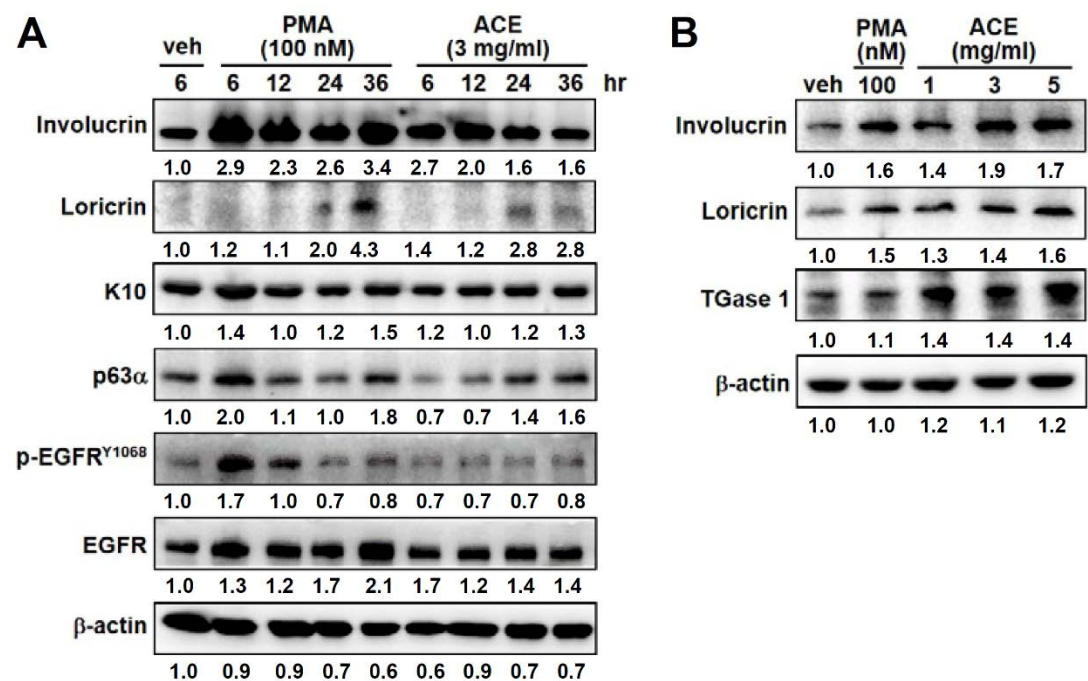 A
veh PMA (100 nM) ACE (3 mg/ml)
6 6 12 24 36 6 12 24 36 hr
Involucrin
1.0 2.9 2.3 2.6 3.4 2.7 2.0 1.6 1.6
Loricrin
1.0 1.2 1.1 2.0 4.3 1.4 1.2 2.8 2.8
K10
1.0 1.4 1.0 1.2 1.5 1.2 1.0 1.2 1.3
p63α
1.0 2.0 1.1 1.0 1.8 0.7 0.7 1.4 1.6
p-EGFR^Y1068
1.0 1.7 1.0 0.7 0.8 0.7 0.7 0.7 0.8
EGFR
1.0 1.3 1.2 1.7 2.1 1.7 1.2 1.4 1.4
β-actin
1.0 0.9 0.9 0.7 0.6 0.6 0.9 0.7 0.7
B
PMA (nM) ACE (mg/ml)
veh 100 1 3 5
Involucrin
1.0 1.6 1.4 1.9 1.7
Loricrin
1.0 1.5 1.3 1.4 1.6
TGase 1
1.0 1.1 1.4 1.4 1.4
β-actin
1.0 1.0 1.2 1.1 1.2